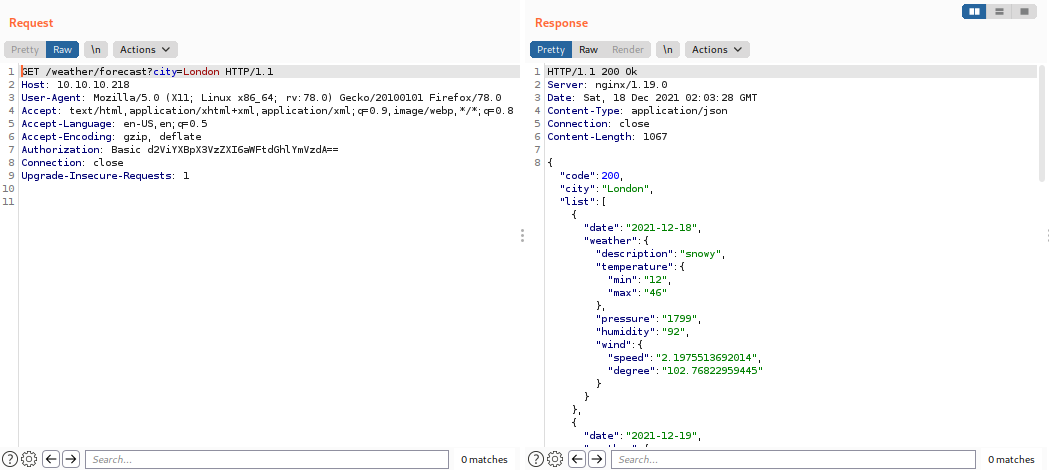 Request
Pretty Raw \n Actions
1 GET /weather/forecast?city=London HTTP/1.1
2 Host: 10.10.10.218
3 User-Agent: Mozilla/5.0 (X11; Linux x86_64; rv:78.0) Gecko/20100101 Firefox/78.0
4 Accept: text/html,application/xhtml+xml,application/xml;q=0.9,image/webp,*/*;q=0.8
5 Accept-Language: en-US,en;q=0.5
6 Accept-Encoding: gzip, deflate
7 Authorization: Basic d2ViYXBpX3VzZXI6aWFtdGhlYmVzdA==
8 Connection: close
9 Upgrade-Insecure-Requests: 1
10
11
? Search... 0 matches
Response
Pretty Raw Render \n Actions
1 HTTP/1.1 200 Ok
2 Server: nginx/1.19.0
3 Date: Sat, 18 Dec 2021 02:03:28 GMT
4 Content-Type: application/json
5 Connection: close
6 Content-Length: 1067
7
8 {
"code":200,
"city":"London",
"list":[
{
"date":"2021-12-18",
"weather":{
"description":"snowy",
"temperature":{
"min":"12",
"max":"46"
},
"pressure":"1799",
"humidity":"92",
"wind":{
"speed":"2.1975513692014",
"degree":"102.76822959445"
}
}
},
{
"date":"2021-12-19",
? Search... 0 matches